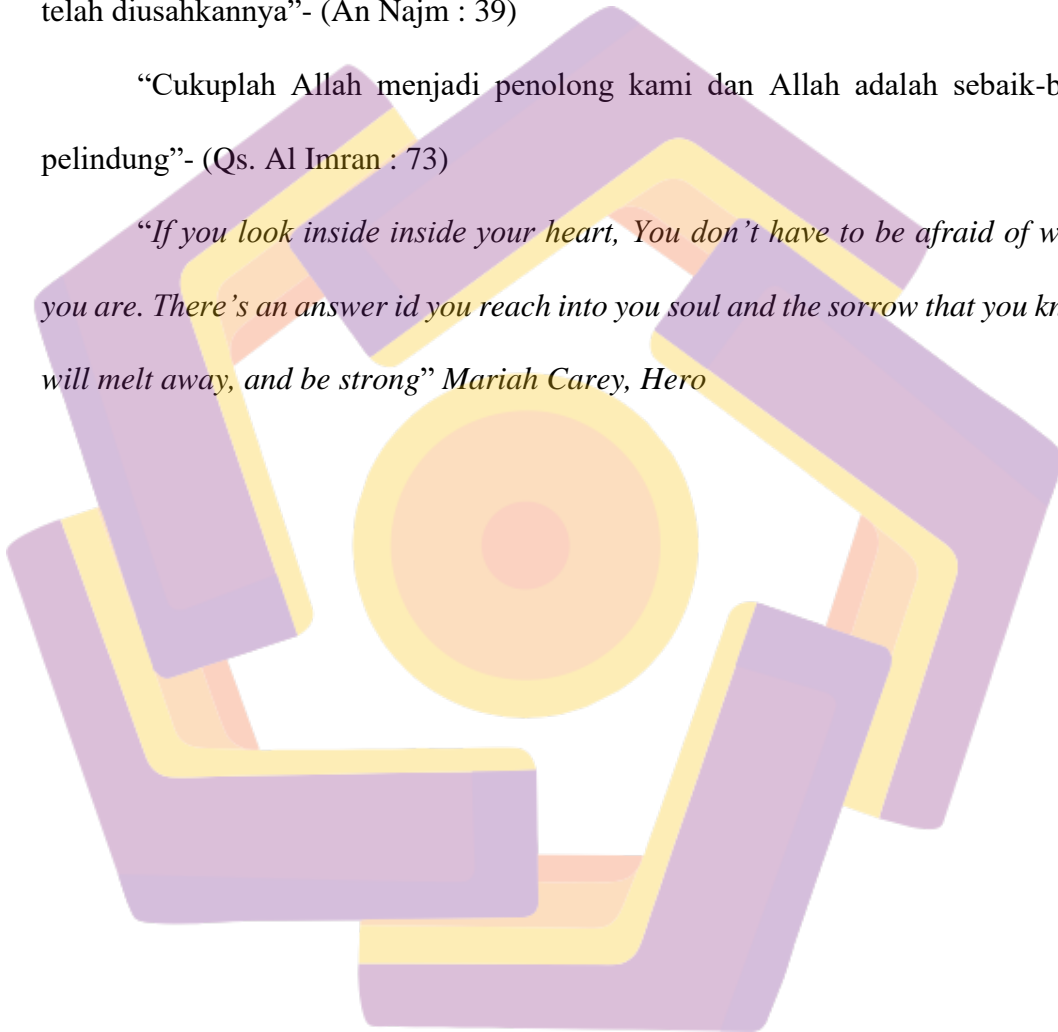 telah diusahkannya”- (An Najm : 39)
“Cukuplah Allah menjadi penolong kami dan Allah adalah
pelindung”- (Qs. Al Imran : 73)
“If you look inside inside your heart, You don’t have to be afraid of
you are. There’s an answer id you reach into you soul and the sorrow that you
will melt away, and be strong” Mariah Carey, Hero